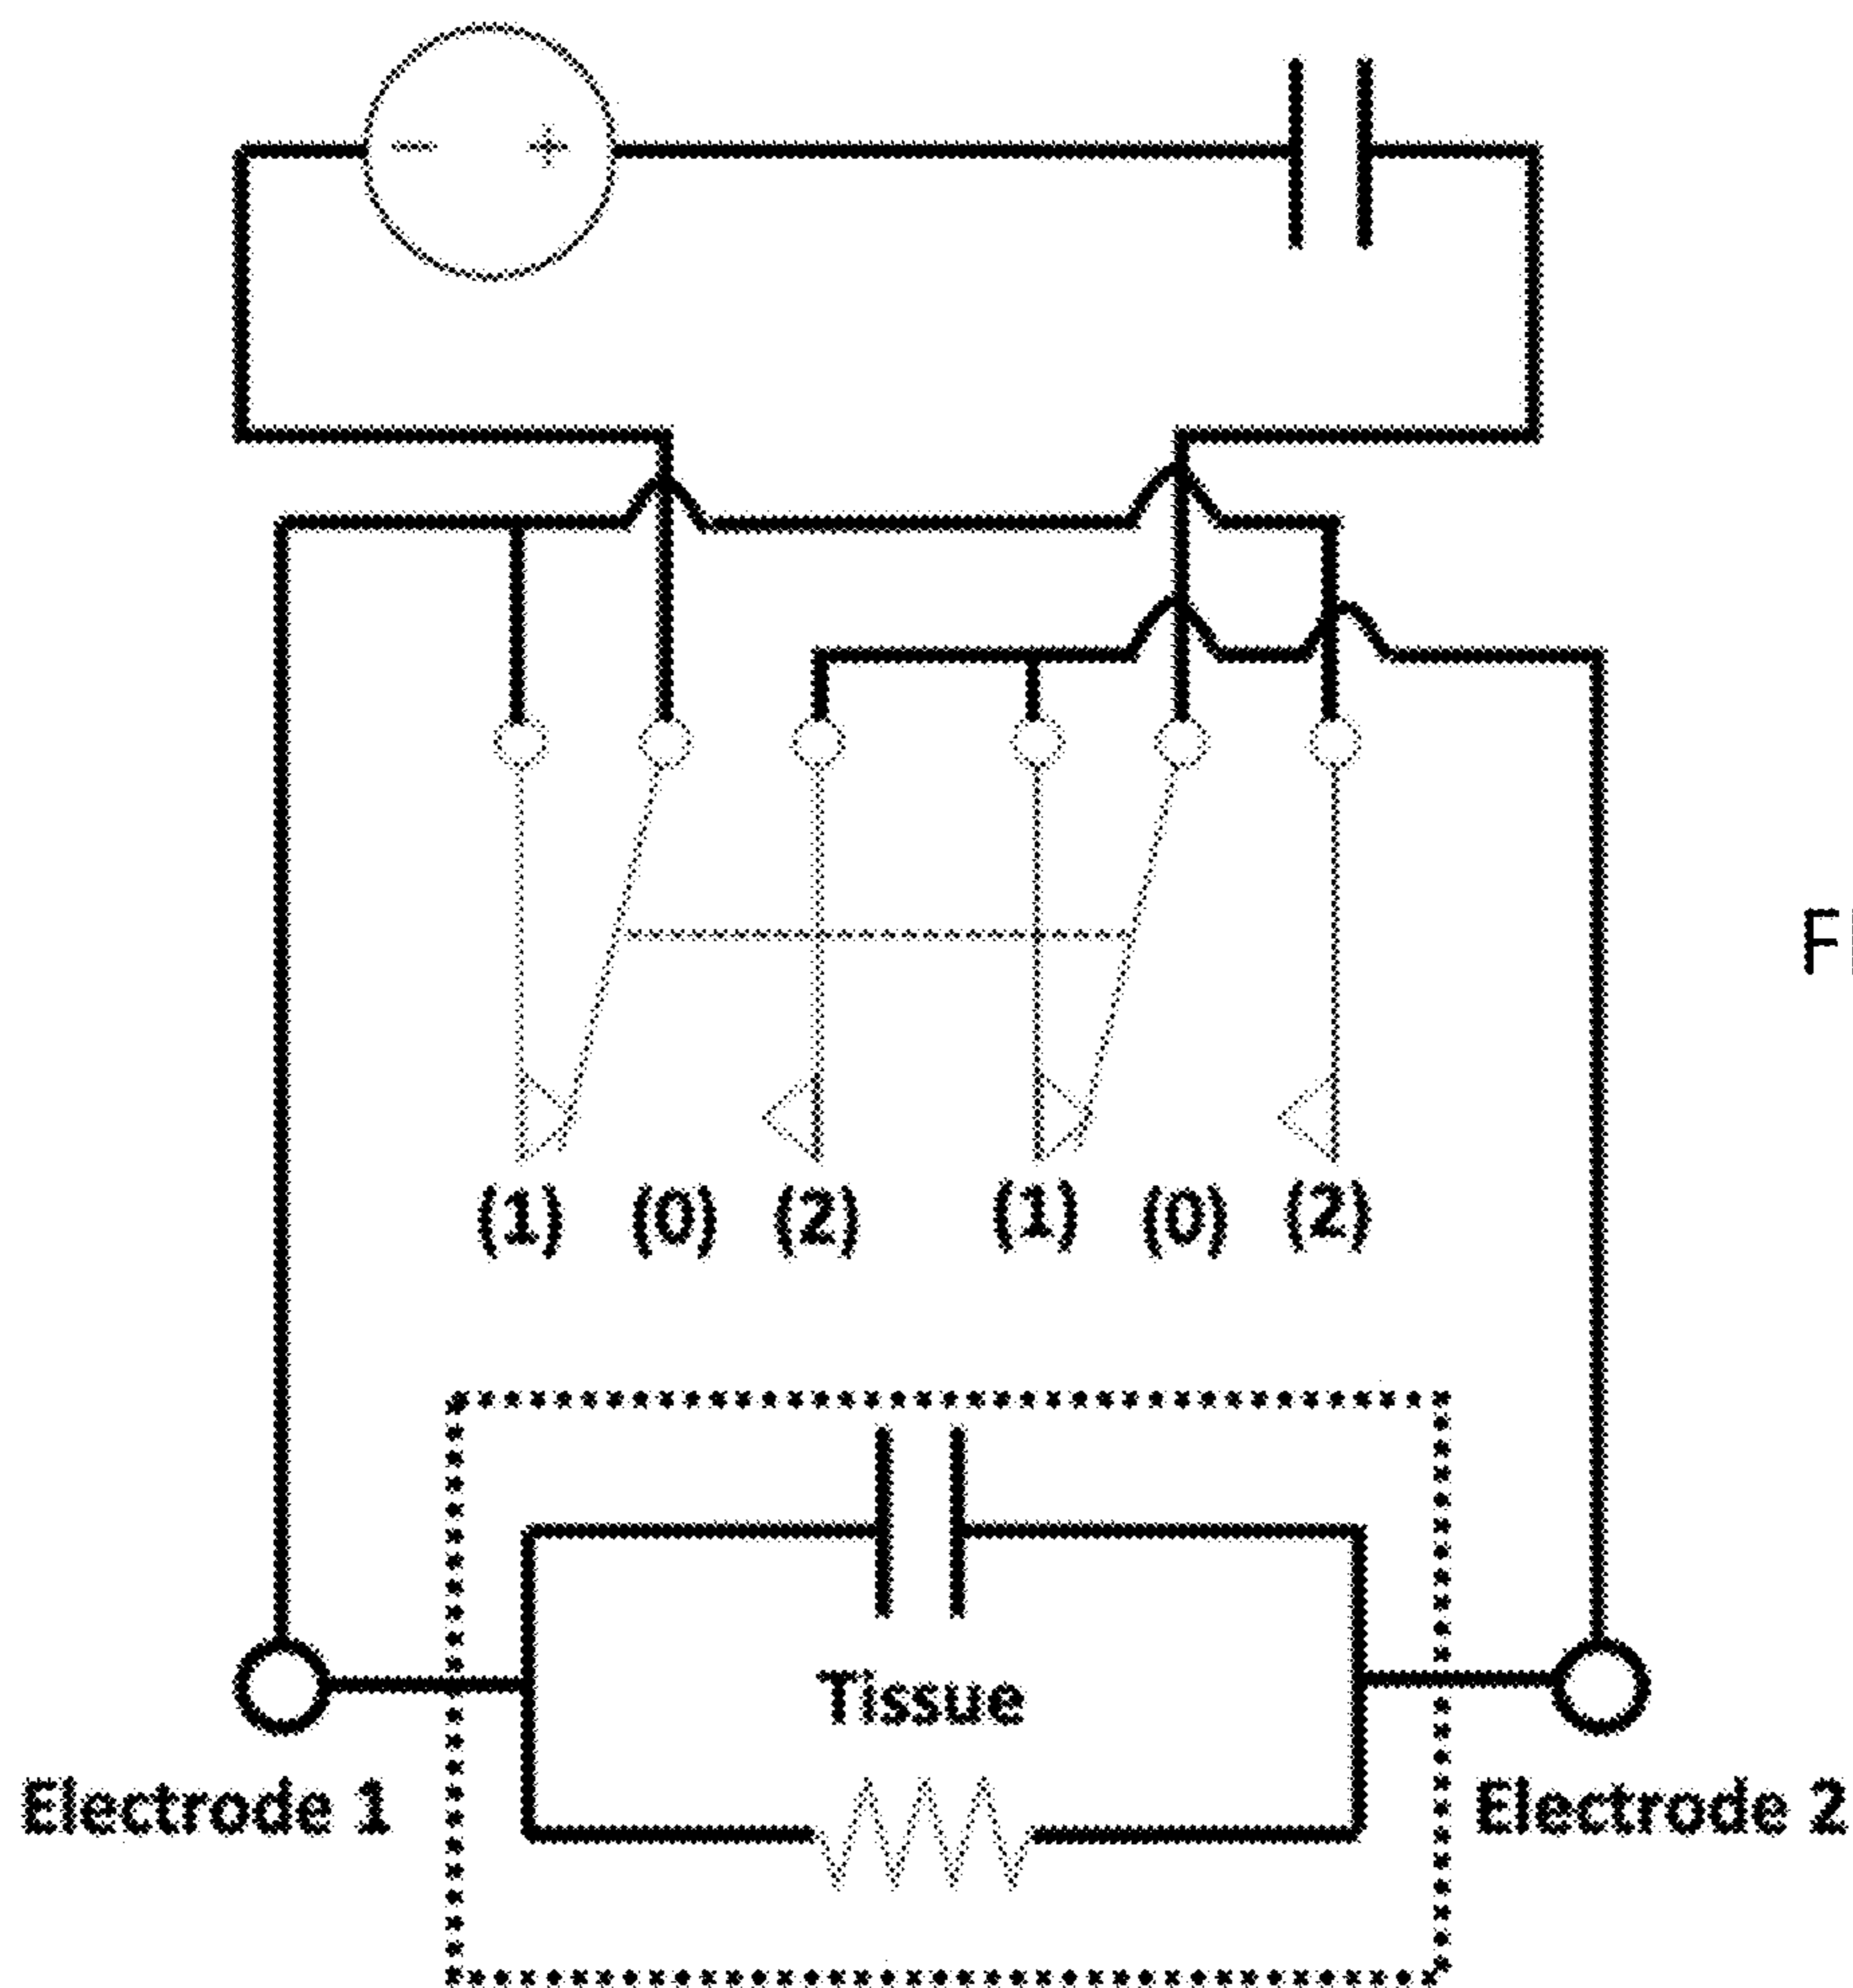 - +
(1) (0) (2) (1) (0) (2)
Tissue
Electrode 1
Electrode 2